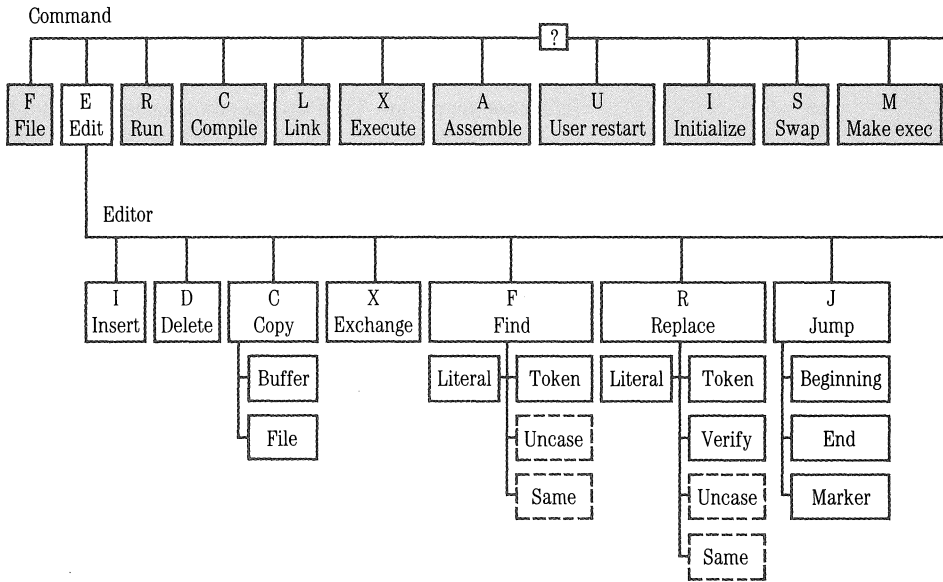 Command
?
F E R C L X A U I S M
File Edit Run Compile Link Execute Assemble User restart Initialize Swap Make exec
Editor
I D C X F R J
Insert Delete Copy Exchange Find Replace Jump
Buffer Literal Token Literal Token Beginning
File Uncase Verify End
Same Uncase Marker
Same